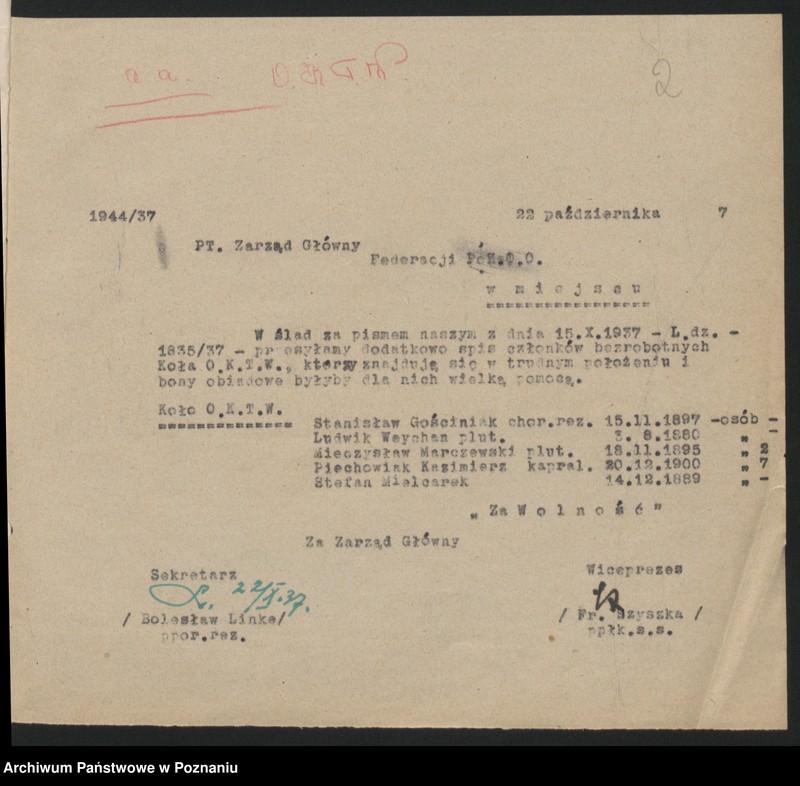 a a. O.K.T.W.
2
1944/37 22 października 7
PT. Zarząd Główny
Federacji P.Z.O.O.
w miejscu
W ślad za pismem naszym z dnia 15.X.1937 - L.dz. -
1835/37 - przesyłamy dodatkowo spis członków bezrobotnych
Koła O.K.T.W., którzy znajdują się w trudnym położeniu i
bony obiadowe byłyby dla nich wielką pomocą.
Koło O.K.T.W.
Stanisław Gościniak chor.rez. 15.11.1897 -osób -
Ludwik Weychan plut. 3. 8.1880 „ -
Mieczysław Marczewski plut. 18.11.1895 „ 2
Piechowiak Kazimierz kapral. 20.12.1900 „ 7
Stefan Mielcarek 14.12.1889 „ -
„ Za W o l n o ś ć "
Za Zarząd Główny
Sekretarz Wiceprezes
22/X.37.
/ Bolesław Linke/ / Fr. Szyszka /
ppor.rez. ppłk.s.s.
Archiwum Państwowe w Poznaniu